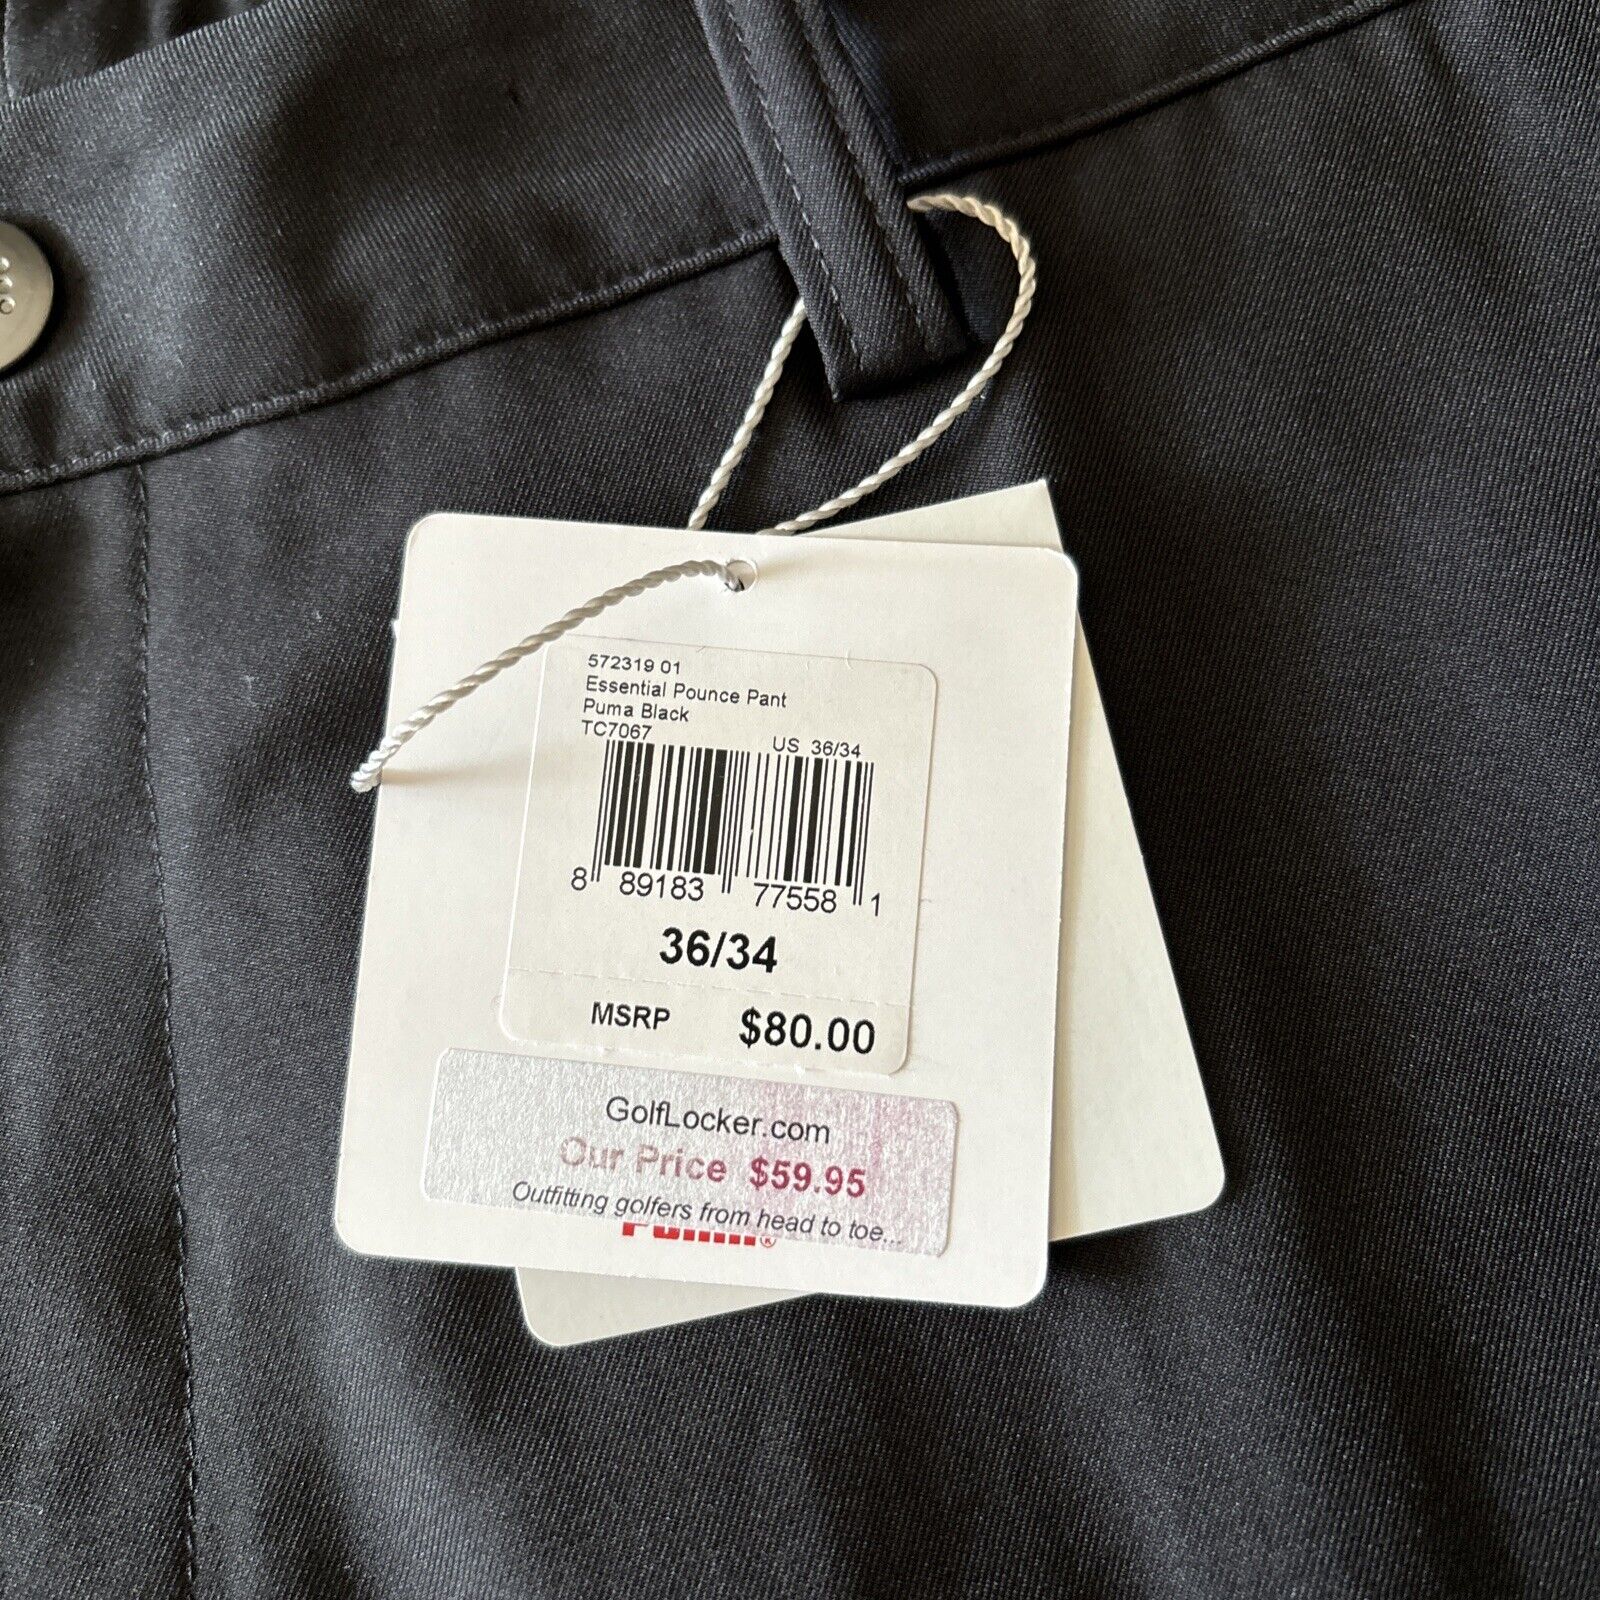 572319 01
Essential Pounce Pant
Puma Black
TC7067 US 36/34
8 89183 77558 1
36/34
MSRP $80.00
GolfLocker.com
Our Price $59.95
Outfitting golfers from head to toe...